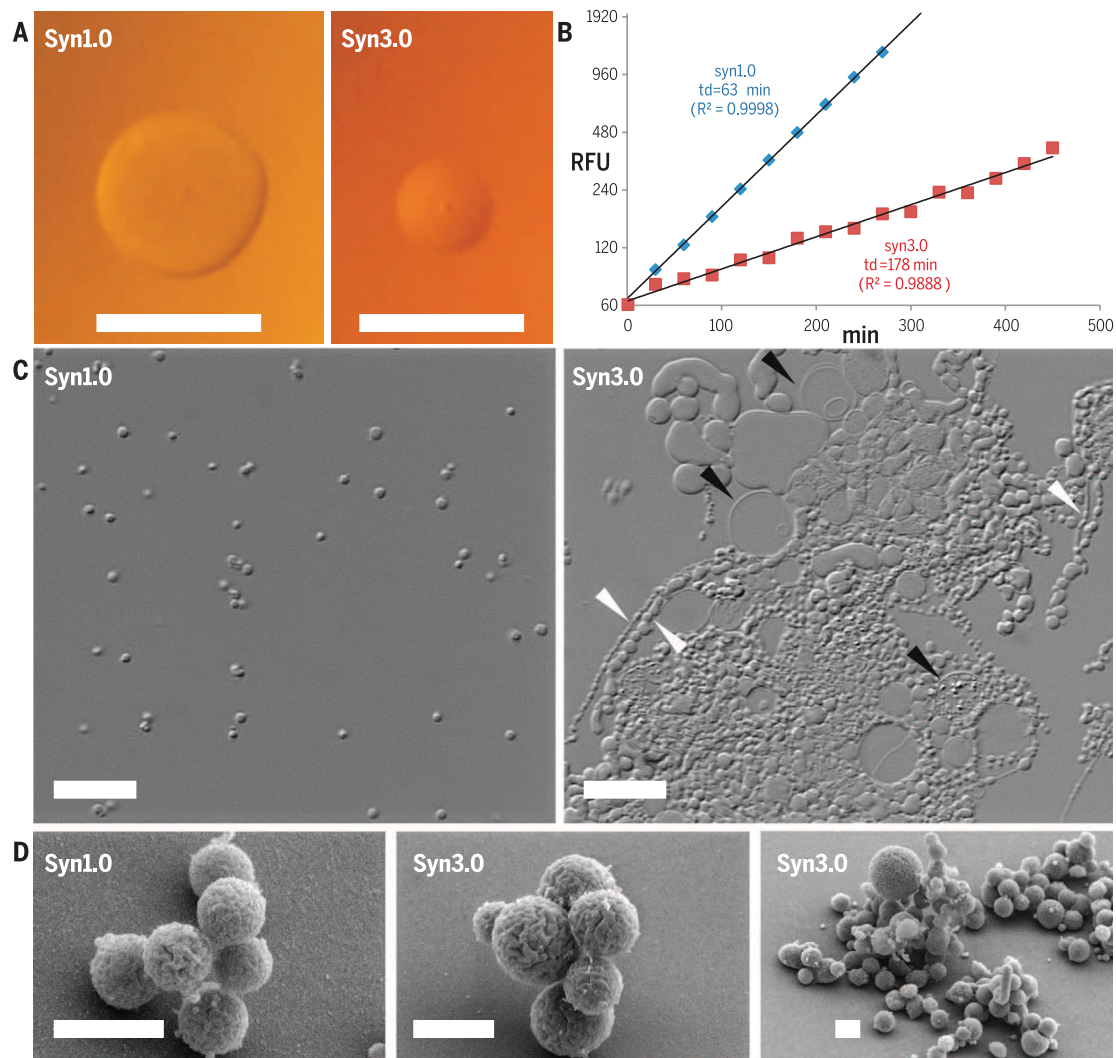 A
Syn1.0
Syn3.0
B
1920
960
480
240
120
60
RFU
syn1.0
td=63 min
(R² = 0.9998)
syn3.0
td=178 min
(R² = 0.9888)
0
100
200
300
400
500
min
C
Syn1.0
Syn3.0
D
Syn1.0
Syn3.0
Syn3.0